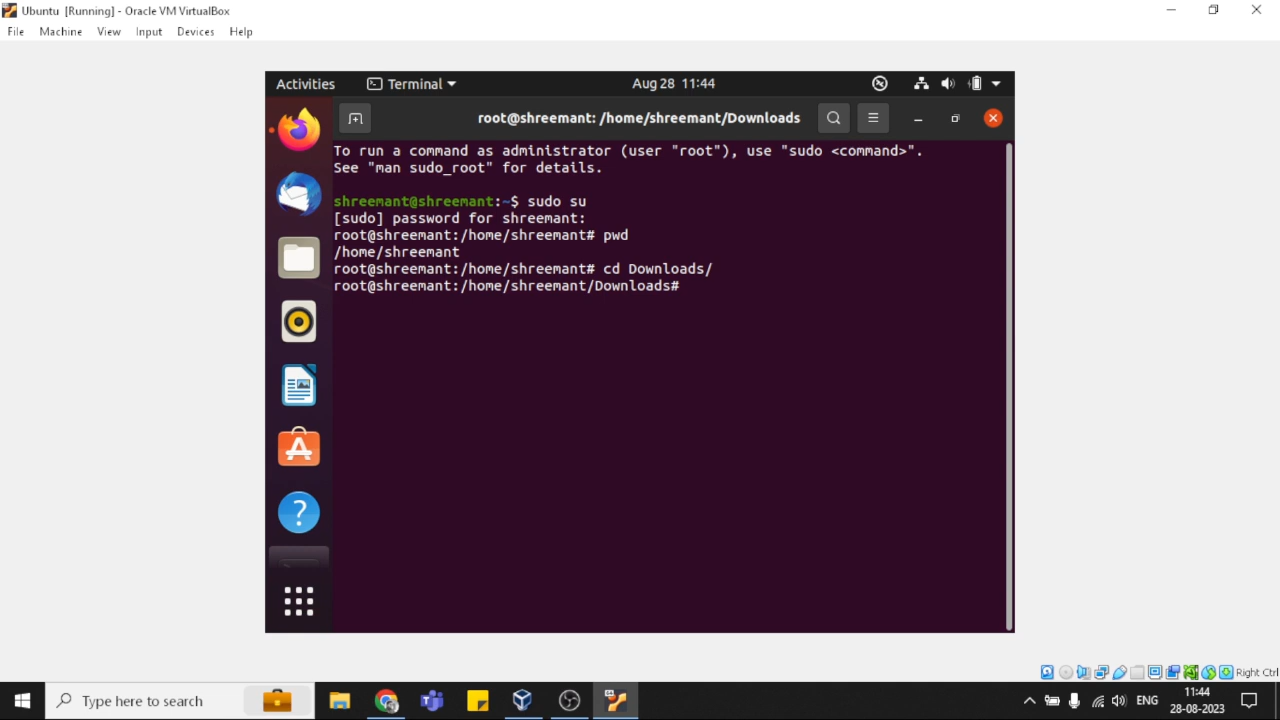 Ubuntu [Running] - Oracle VM VirtualBox
File Machine View Input Devices Help
Activities Terminal Aug 28 11:44
root@shreemant: /home/shreemant/Downloads
To run a command as administrator (user "root"), use "sudo <command>".
See "man sudo_root" for details.
shreemant@shreemant:~$ sudo su
[sudo] password for shreemant:
root@shreemant:/home/shreemant# pwd
/home/shreemant
root@shreemant:/home/shreemant# cd Downloads/
root@shreemant:/home/shreemant/Downloads#
Right Ctrl
Type here to search
ENG
11:44
28-08-2023